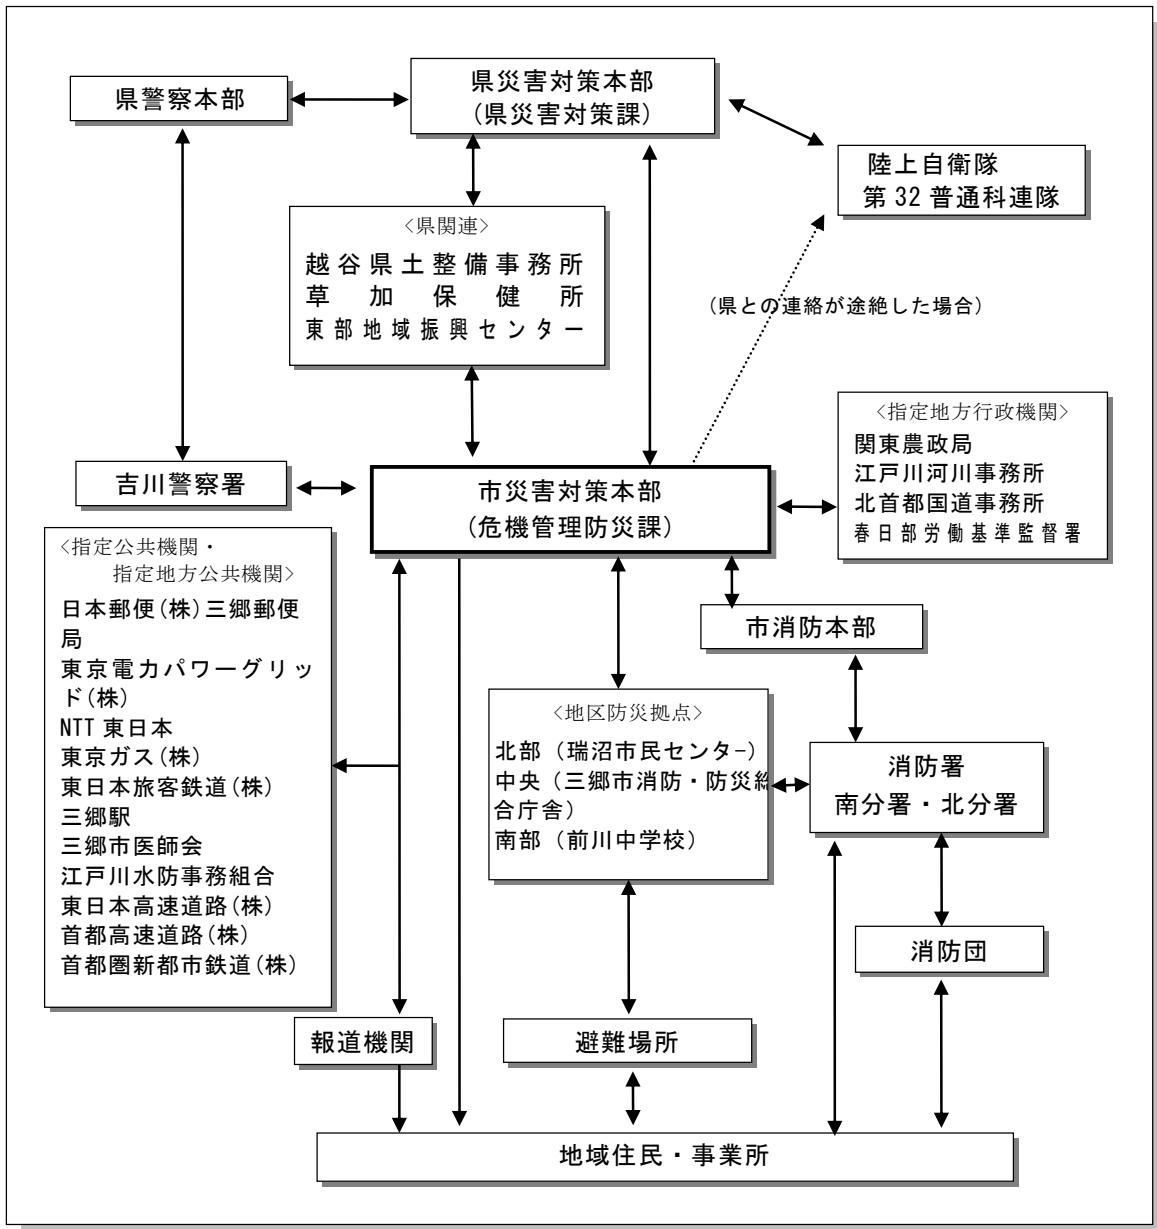 県警察本部
県災害対策本部
(県災害対策課)
陸上自衛隊
第 32 普通科連隊
<県関連>
越谷県土整備事務所
草加保健所
東部地域振興センター
(県との連絡が途絶した場合)
<指定地方行政機関>
関東農政局
江戸川河川事務所
北首都国道事務所
春日部労働基準監督署
吉川警察署
市災害対策本部
(危機管理防災課)
<指定公共機関・
指定地方公共機関>
日本郵便(株)三郷郵便
局
東京電力パワーグリッ
ド(株)
NTT 東日本
東京ガス(株)
東日本旅客鉄道(株)
三郷駅
三郷市医師会
江戸川水防事務組合
東日本高速道路(株)
首都高速道路(株)
首都圏新都市鉄道(株)
市消防本部
<地区防災拠点>
北部（瑞沼市民センター）
中央（三郷市消防・防災総
合庁舎）
南部（前川中学校）
消防署
南分署・北分署
消防団
報道機関
避難場所
地域住民・事業所